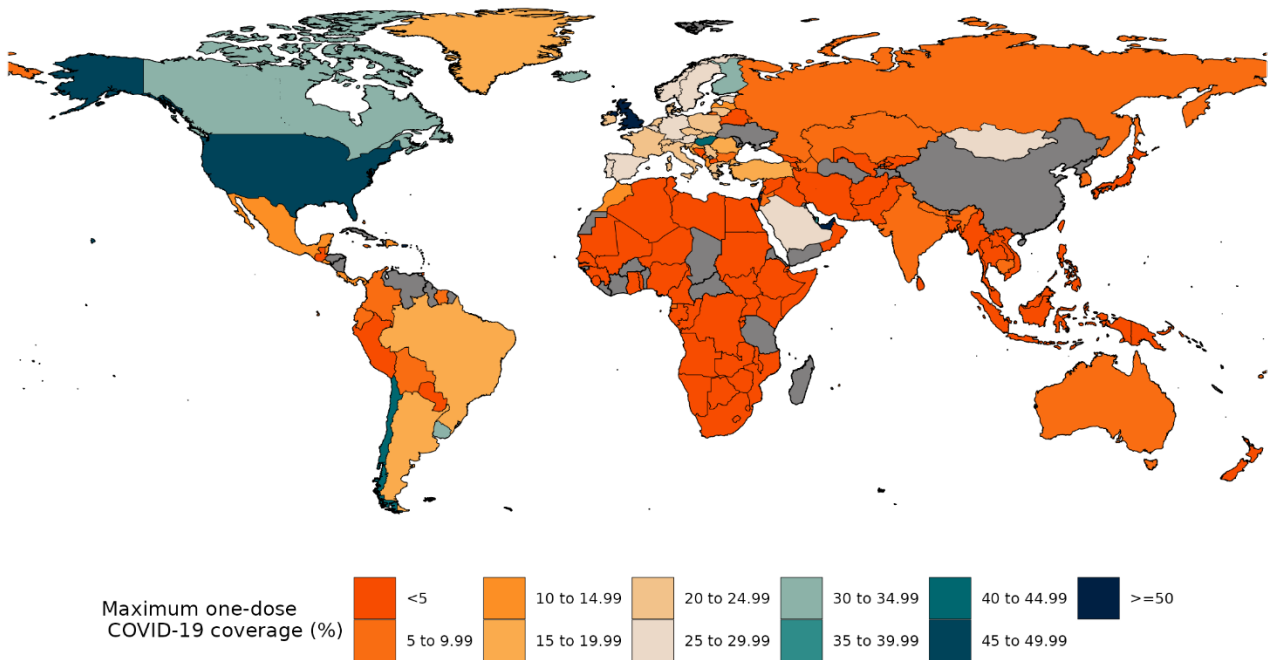 Maximum one-dose
COVID-19 coverage (%)
<5
5 to 9.99
10 to 14.99
15 to 19.99
20 to 24.99
25 to 29.99
30 to 34.99
35 to 39.99
40 to 44.99
45 to 49.99
>=50